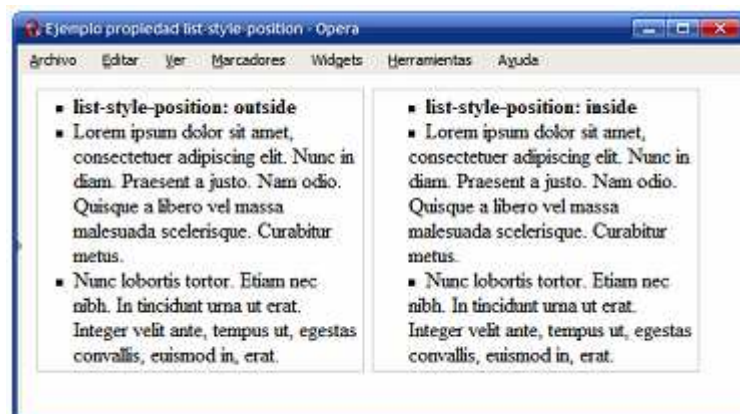 Ejemplo propiedad list-style-position - Opera
Archivo Editar Ver Marcadores Widgets Herramientas Ayuda
list-style-position: outside
Lorem ipsum dolor sit amet,
consectetuer adipiscing elit. Nunc in
diam. Praesent a justo. Nam odio.
Quisque a libero vel massa
malesuada scelerisque. Curabitur
metus.
Nunc lobortis tortor. Etiam nec
nibh. In tincidunt urna ut erat.
Integer velit ante, tempus ut, egestas
convallis, euismod in, erat.
list-style-position: inside
Lorem ipsum dolor sit amet,
consectetuer adipiscing elit. Nunc in
diam. Praesent a justo. Nam odio.
Quisque a libero vel massa
malesuada scelerisque. Curabitur
metus.
Nunc lobortis tortor. Etiam nec
nibh. In tincidunt urna ut erat.
Integer velit ante, tempus ut, egestas
convallis, euismod in, erat.